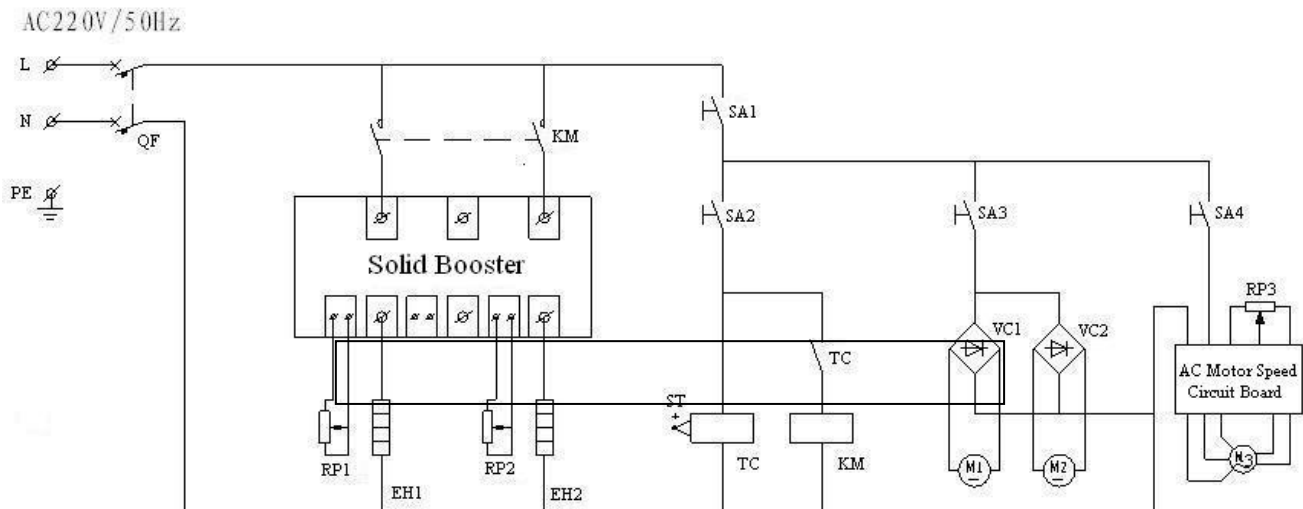 AC220V/50Hz
L
SA1
N
QF
KM
PE
SA2
SA3
SA4
Solid Booster
RP3
VC1
VC2
TC
AC Motor Speed
Circuit Board
ST
+
RP1
RP2
TC
KM
M1
M2
EH1
EH2